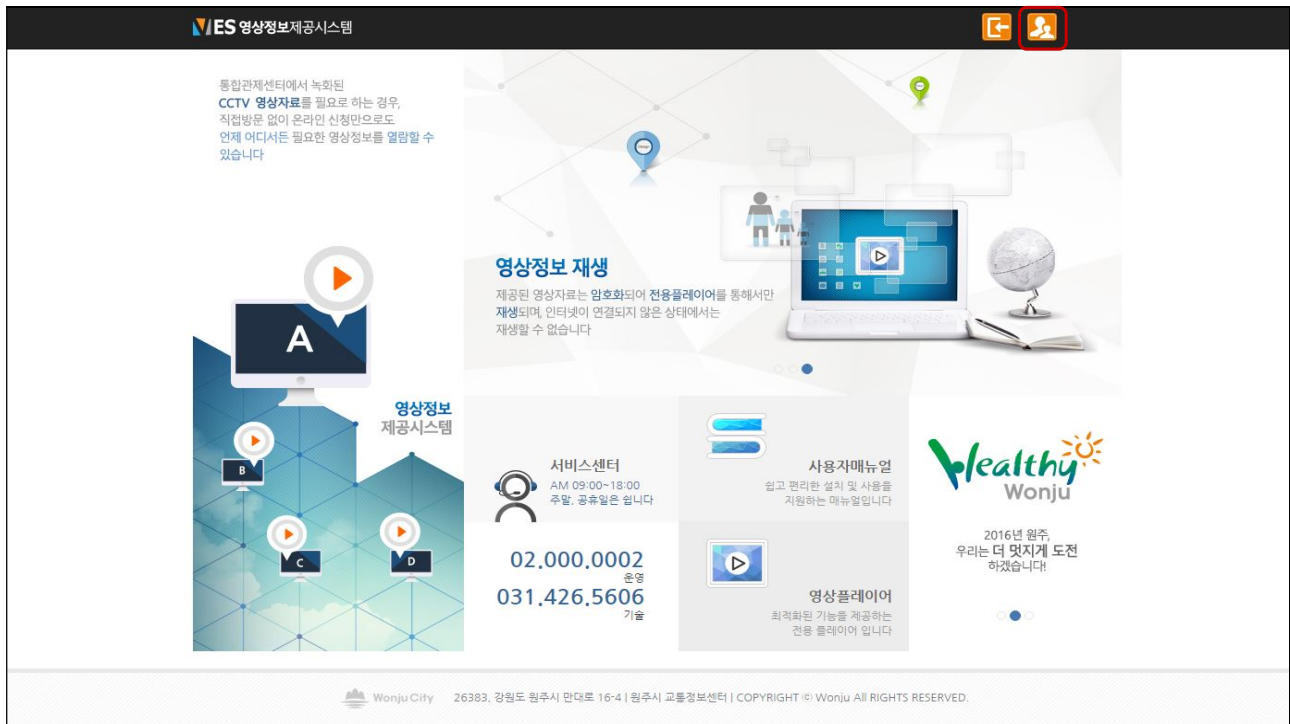 VES 영상정보제공시스템
통합관제센터에서 녹화된
CCTV 영상자료를 필요로 하는 경우,
직접방문 없이 온라인 신청만으로도
언제 어디서든 필요한 영상정보를 열람할 수
있습니다
영상정보 재생
제공된 영상자료는 암호화되어 전용플레이어를 통해서만
재생되며, 인터넷이 연결되지 않은 상태에서는
재생할 수 없습니다
A
영상정보
제공시스템
B
C
D
서비스센터
AM 09:00~18:00
주말, 공휴일은 쉽니다
02.000.0002
운영
031.426.5606
기술
사용자매뉴얼
쉽고 편리한 설치 및 사용을
지원하는 매뉴얼입니다
영상플레이어
최적화된 기능을 제공하는
전용 플레이어 입니다
Healthy
Wonju
2016년 원주,
우리는 더 멋지게 도전
하겠습니다!
Wonju City 26383, 강원도 원주시 만대로 16-4 | 원주시 교통정보센터 | COPYRIGHT © Wonju All RIGHTS RESERVED.